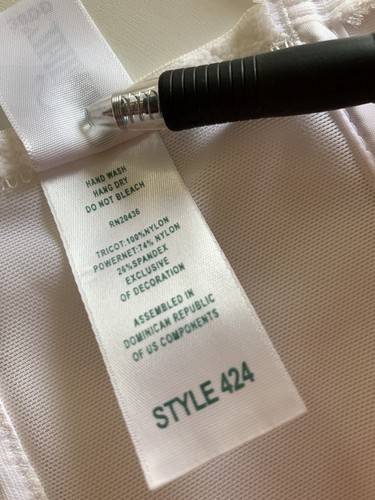 HAND WASH
HANG DRY
DO NOT BLEACH
RN20436
TRICOT:100%NYLON
POWERNET:74% NYLON
26%SPANDEX
EXCLUSIVE
OF DECORATION
ASSEMBLED IN
DOMINICAN REPUBLIC
OF US COMPONENTS
STYLE 424